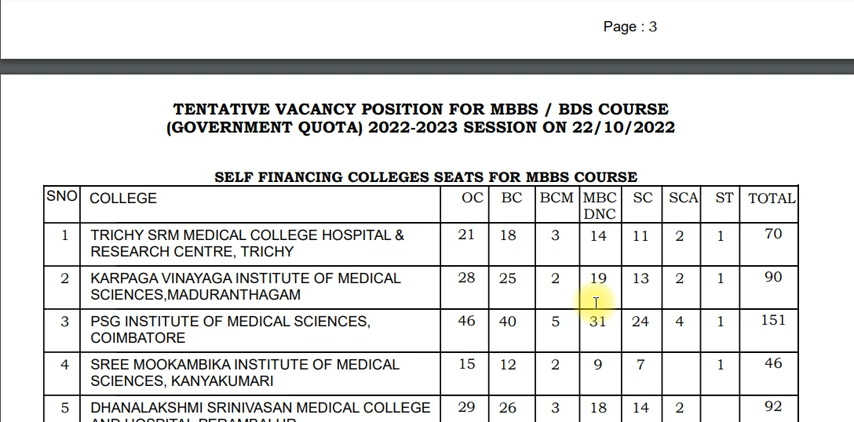 Page : 3
TENTATIVE VACANCY POSITION FOR MBBS / BDS COURSE
(GOVERNMENT QUOTA) 2022-2023 SESSION ON 22/10/2022
SELF FINANCING COLLEGES SEATS FOR MBBS COURSE
SNO COLLEGE OC BC BCM MBC SC SCA ST TOTAL
DNC
1 TRICHY SRM MEDICAL COLLEGE HOSPITAL & 21 18 3 14 11 2 1 70
RESEARCH CENTRE, TRICHY
2 KARPAGA VINAYAGA INSTITUTE OF MEDICAL 28 25 2 19 13 2 1 90
SCIENCES,MADURANTHAGAM
3 PSG INSTITUTE OF MEDICAL SCIENCES, 46 40 5 31 24 4 1 151
COIMBATORE
4 SREE MOOKAMBIKA INSTITUTE OF MEDICAL 15 12 2 9 7 1 46
SCIENCES, KANYAKUMARI
5 DHANALAKSHMI SRINIVASAN MEDICAL COLLEGE 29 26 3 18 14 2 92
AND HOSPITAL PERAMBALUR